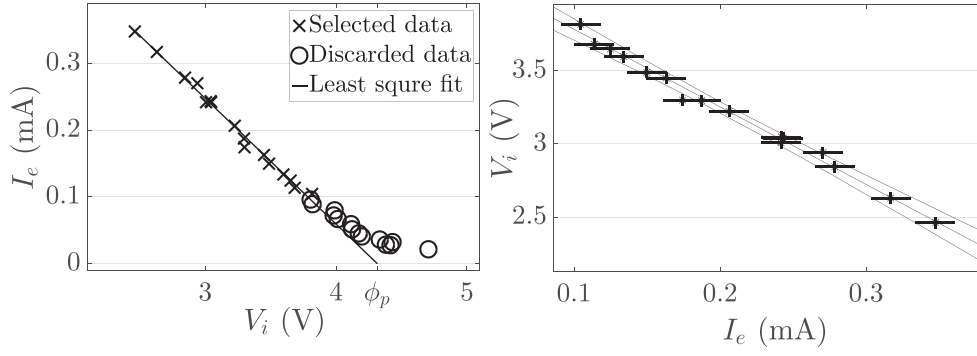 × Selected data
○ Discarded data
— Least squre fit
0.3
0.2
0.1
0
I_e (mA)
3
4
ϕ_p
5
V_i (V)
3.5
3
2.5
V_i (V)
0.1
0.2
0.3
I_e (mA)